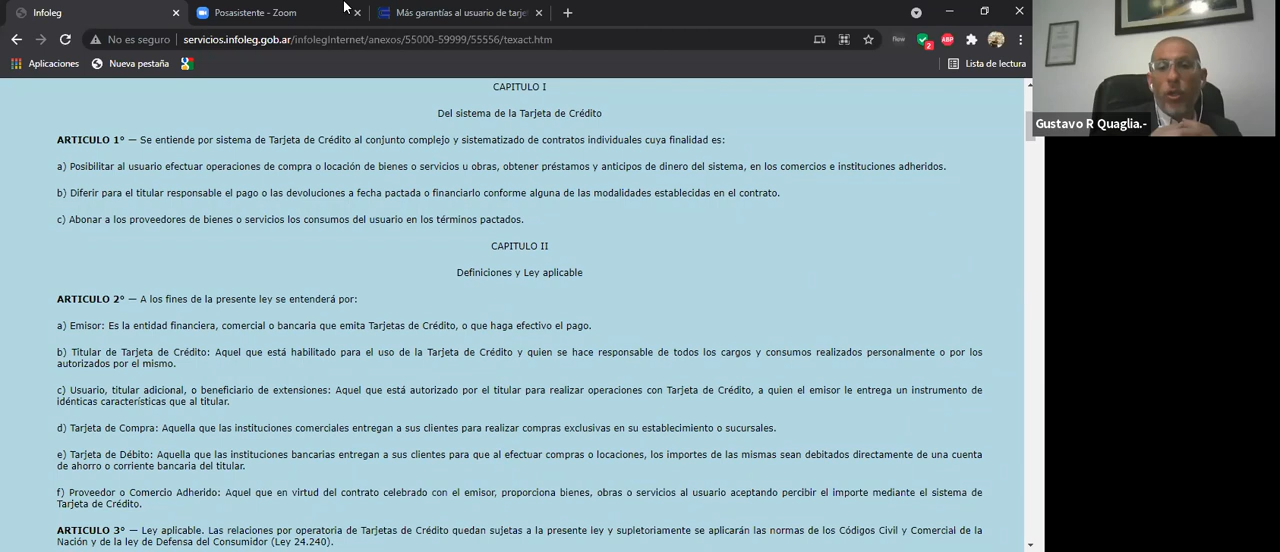 Infoleg
Posasistente - Zoom
Más garantías al usuario de tarjet
No es seguro
servicios.infoleg.gob.ar/infolegInternet/anexos/55000-59999/55556/texact.htm
new
2
ABP
Aplicaciones
Nueva pestaña
Lista de lectura
CAPITULO I
Del sistema de la Tarjeta de Crédito
ARTICULO 1° — Se entiende por sistema de Tarjeta de Crédito al conjunto complejo y sistematizado de contratos individuales cuya finalidad es:
a) Posibilitar al usuario efectuar operaciones de compra o locación de bienes o servicios u obras, obtener préstamos y anticipos de dinero del sistema, en los comercios e instituciones adheridos.
b) Diferir para el titular responsable el pago o las devoluciones a fecha pactada o financiarlo conforme alguna de las modalidades establecidas en el contrato.
c) Abonar a los proveedores de bienes o servicios los consumos del usuario en los términos pactados.
CAPITULO II
Definiciones y Ley aplicable
ARTICULO 2° — A los fines de la presente ley se entenderá por:
a) Emisor: Es la entidad financiera, comercial o bancaria que emita Tarjetas de Crédito, o que haga efectivo el pago.
b) Titular de Tarjeta de Crédito: Aquel que está habilitado para el uso de la Tarjeta de Crédito y quien se hace responsable de todos los cargos y consumos realizados personalmente o por los
autorizados por el mismo.
c) Usuario, titular adicional, o beneficiario de extensiones: Aquel que está autorizado por el titular para realizar operaciones con Tarjeta de Crédito, a quien el emisor le entrega un instrumento de
idénticas características que al titular.
d) Tarjeta de Compra: Aquella que las instituciones comerciales entregan a sus clientes para realizar compras exclusivas en su establecimiento o sucursales.
e) Tarjeta de Débito: Aquella que las instituciones bancarias entregan a sus clientes para que al efectuar compras o locaciones, los importes de las mismas sean debitados directamente de una cuenta
de ahorro o corriente bancaria del titular.
f) Proveedor o Comercio Adherido: Aquel que en virtud del contrato celebrado con el emisor, proporciona bienes, obras o servicios al usuario aceptando percibir el importe mediante el sistema de
Tarjeta de Crédito.
ARTICULO 3° — Ley aplicable. Las relaciones por operatoria de Tarjetas de Crédito quedan sujetas a la presente ley y supletoriamente se aplicarán las normas de los Códigos Civil y Comercial de la
Nación y de la ley de Defensa del Consumidor (Ley 24.240).
Gustavo R Quaglia.-